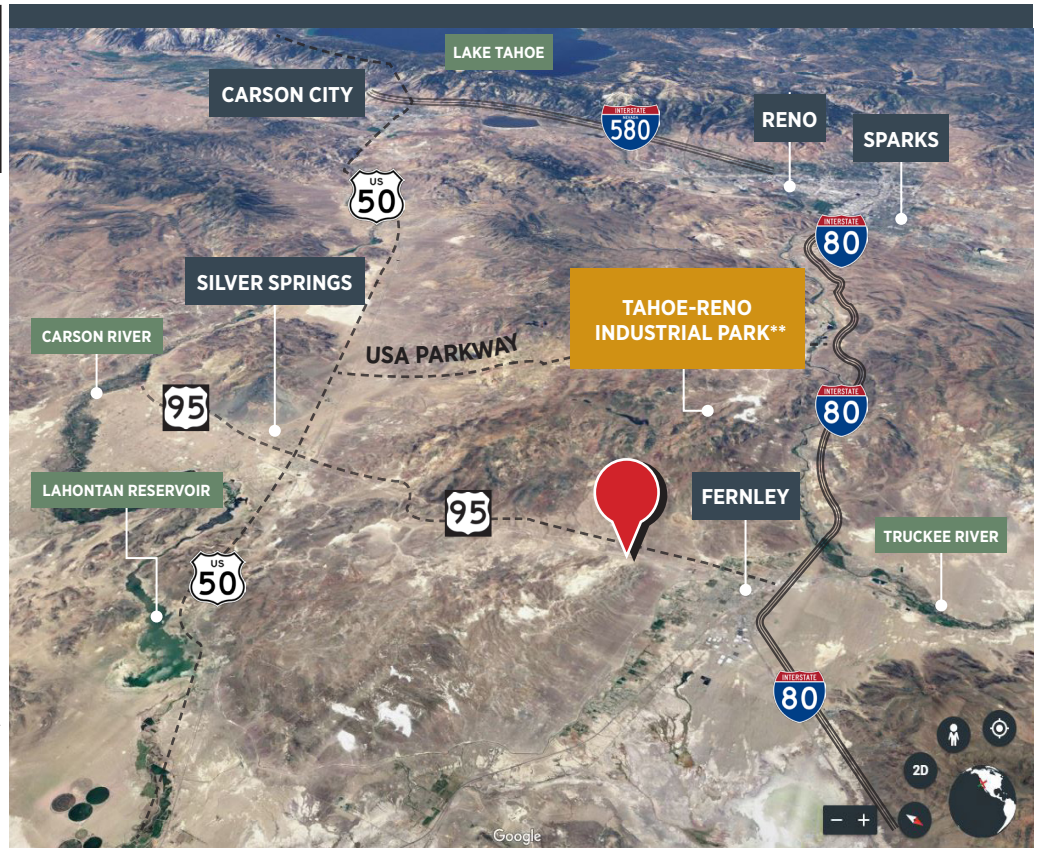 LAKE TAHOE
CARSON CITY
INTERSTATE
NEVADA
580
RENO
SPARKS
US
50
INTERSTATE
80
SILVER SPRINGS
TAHOE-RENO
INDUSTRIAL PARK**
CARSON RIVER
USA PARKWAY
95
INTERSTATE
80
LAHONTAN RESERVOIR
95
FERNLEY
TRUCKEE RIVER
US
50
INTERSTATE
80
2D
Google
− +